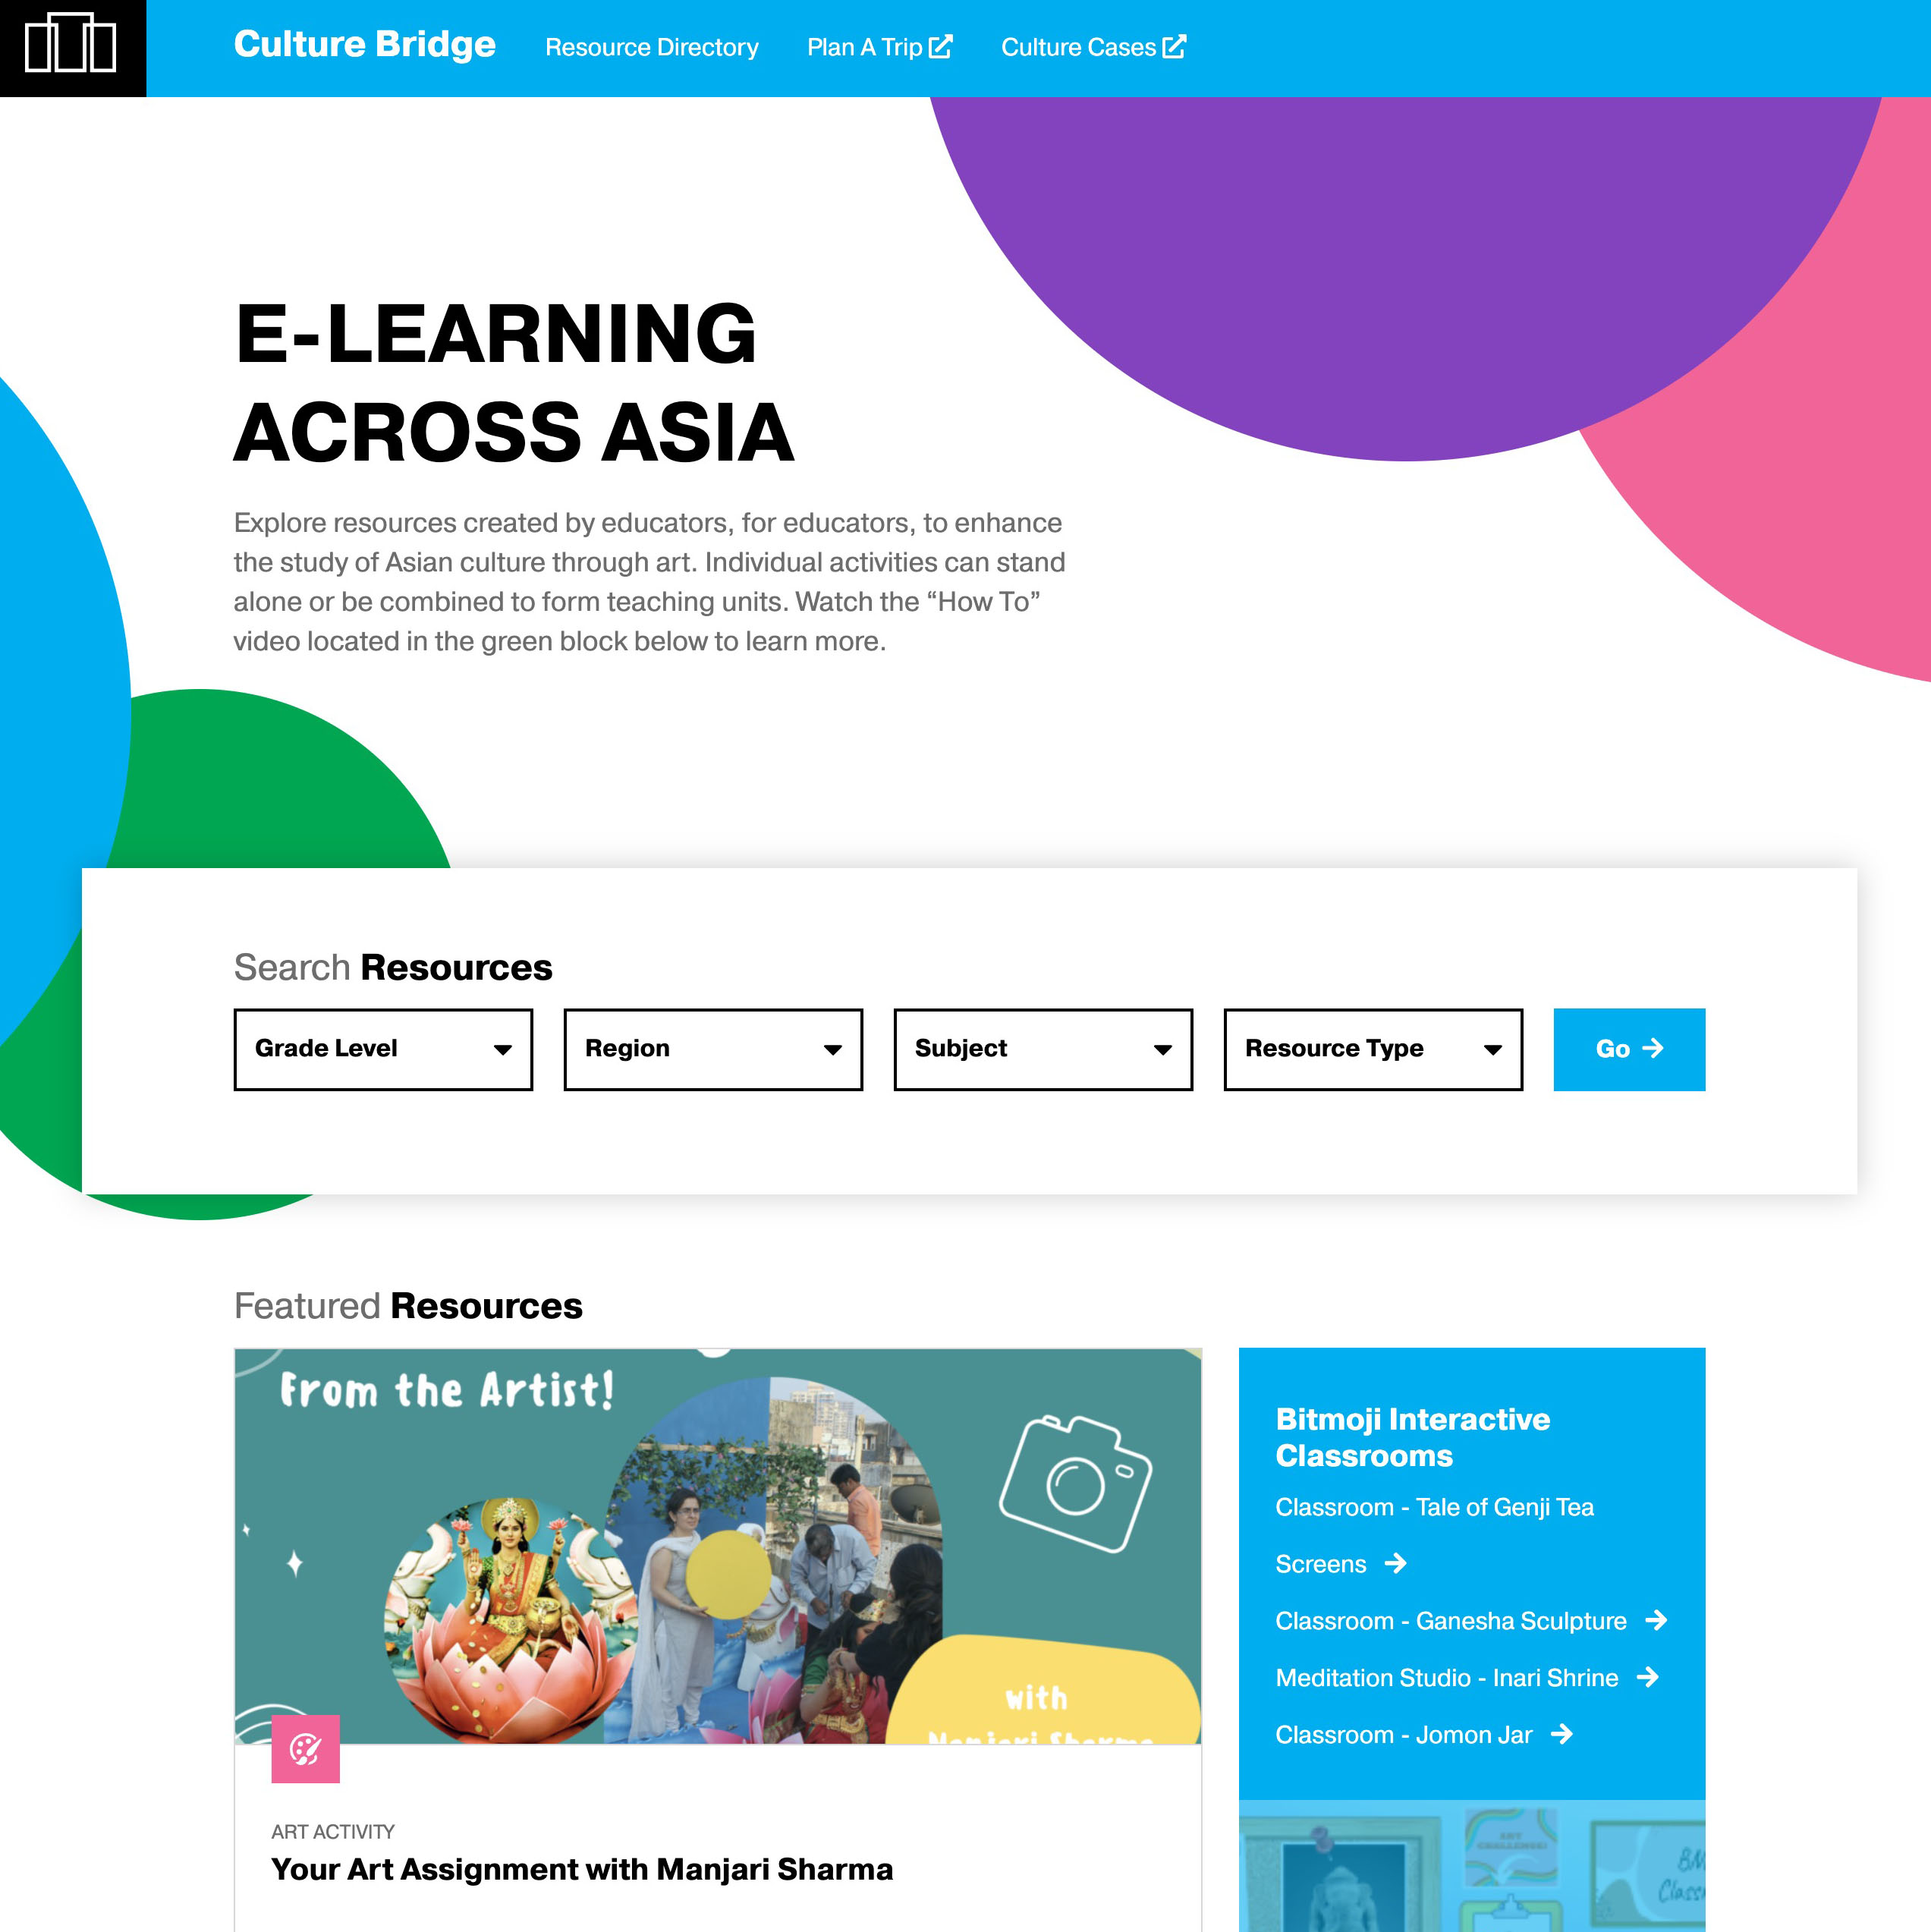 Culture Bridge
Resource Directory
Plan A Trip
Culture Cases
E-LEARNING
ACROSS ASIA
Explore resources created by educators, for educators, to enhance
the study of Asian culture through art. Individual activities can stand
alone or be combined to form teaching units. Watch the “How To”
video located in the green block below to learn more.
Search Resources
Grade Level
Region
Subject
Resource Type
Go
Featured Resources
From the Artist!
with
Manjari Sharma
ART ACTIVITY
Your Art Assignment with Manjari Sharma
Bitmoji Interactive
Classrooms
Classroom - Tale of Genji Tea
Screens
Classroom - Ganesha Sculpture
Meditation Studio - Inari Shrine
Classroom - Jomon Jar